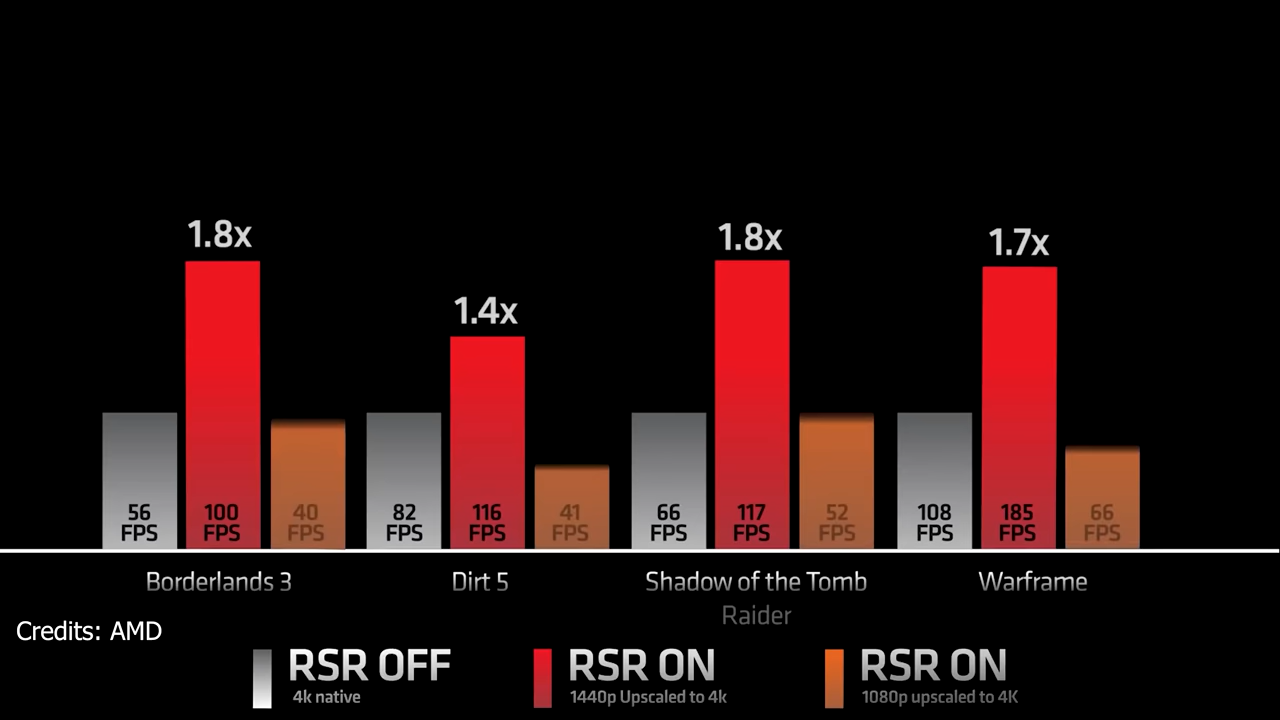 1.8x
1.4x
1.8x
1.7x
56 FPS
100 FPS
40 FPS
82 FPS
116 FPS
41 FPS
66 FPS
117 FPS
52 FPS
108 FPS
185 FPS
66 FPS
Borderlands 3
Dirt 5
Shadow of the Tomb
Raider
Warframe
Credits: AMD
RSR OFF
4k native
RSR ON
1440p Upscaled to 4k
RSR ON
1080p upscaled to 4K